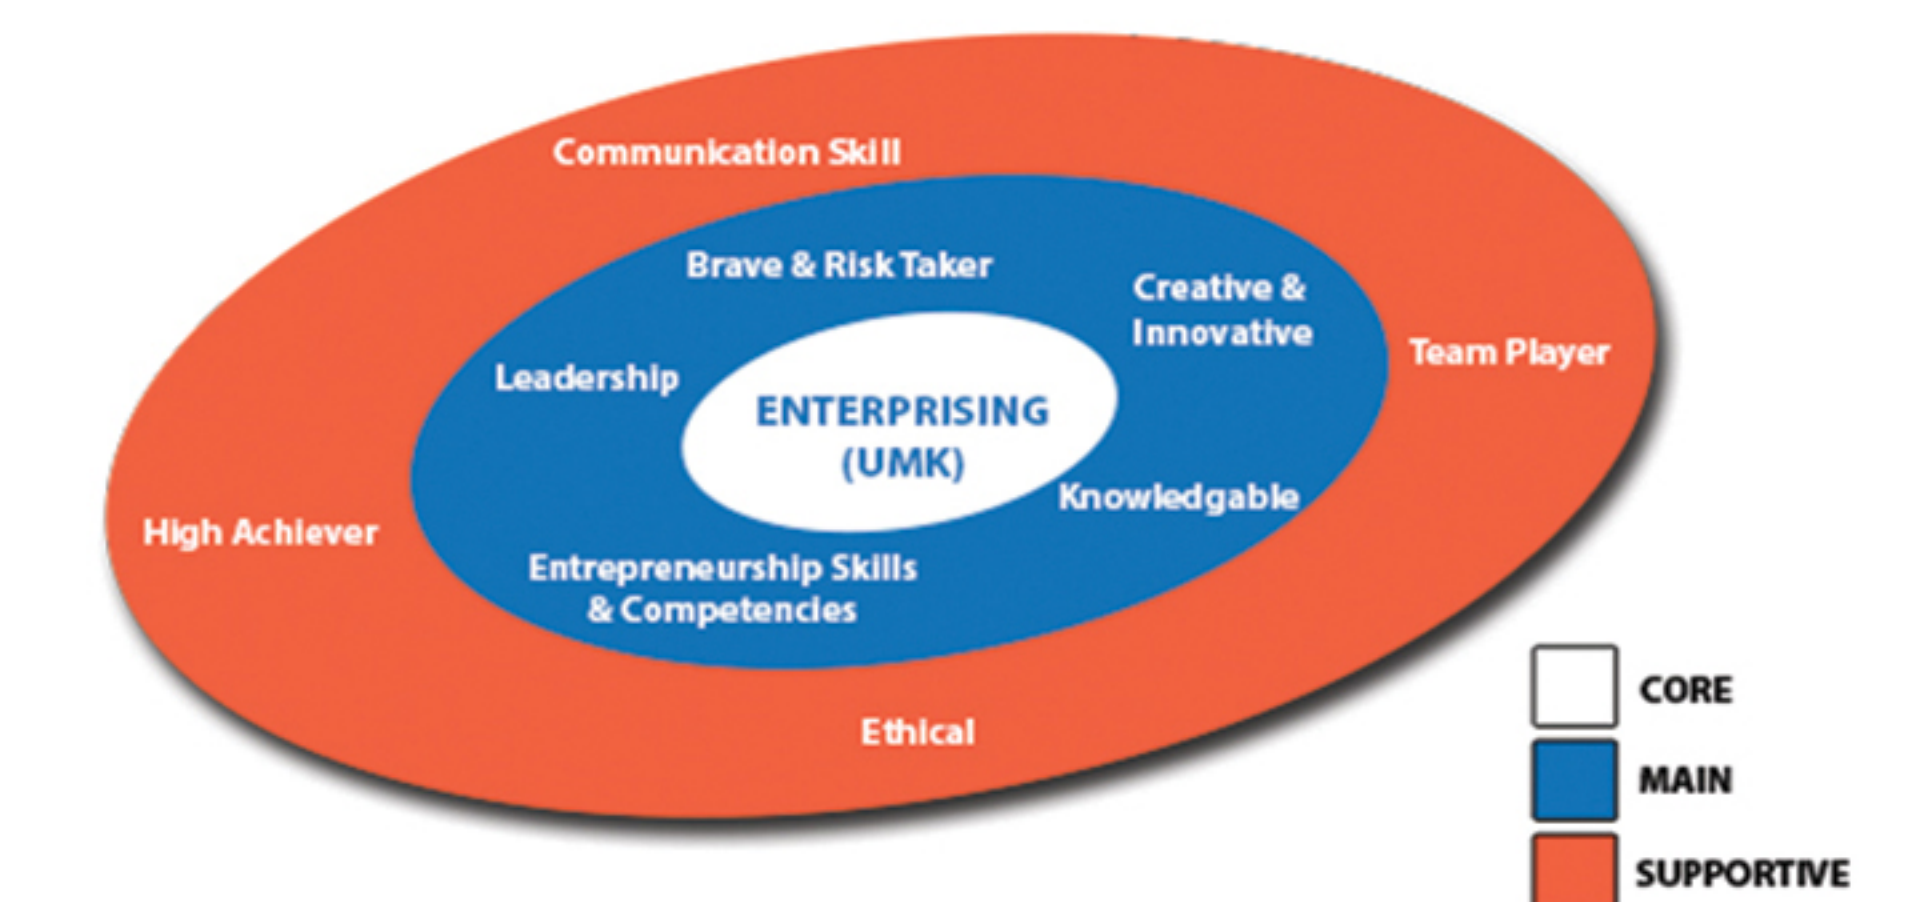 Communication Skill
Brave & Risk Taker
Creative &
Innovative
Team Player
Leadership
ENTERPRISING
(UMK)
Knowledgable
High Achiever
Entrepreneurship Skills
& Competencies
Ethical
CORE
MAIN
SUPPORTIVE